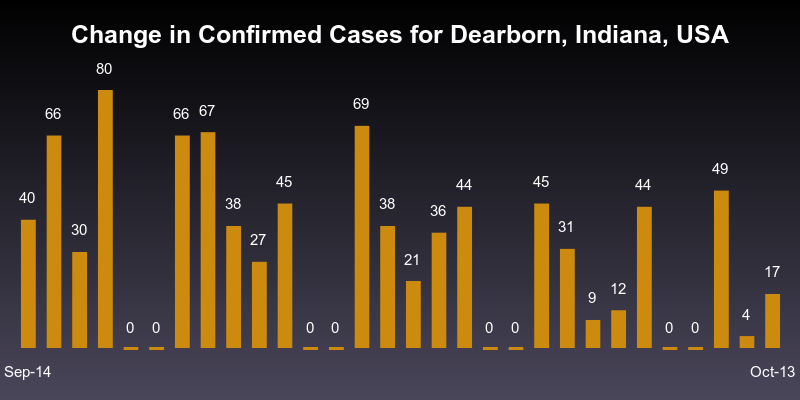 Change in Confirmed Cases for Dearborn, Indiana, USA
40 66 30 80 0 0 66 67 38 27 45 0 0 69 38 21 36 44 0 0 45 31 9 12 44 0 0 49 4 17
Sep-14 Oct-13